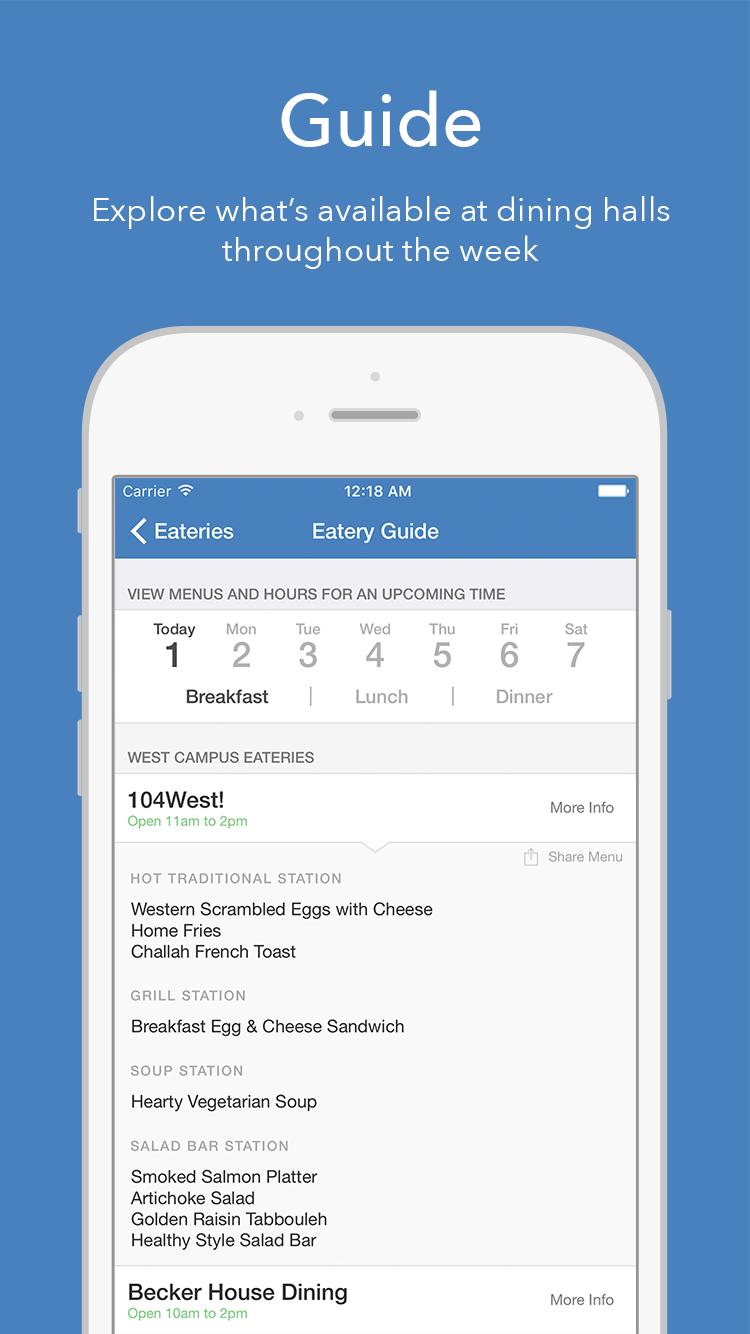 Guide
Explore what's available at dining halls
throughout the week
Carrier 12:18 AM
Eateries Eatery Guide
VIEW MENUS AND HOURS FOR AN UPCOMING TIME
Today Mon Tue Wed Thu Fri Sat
1 2 3 4 5 6 7
Breakfast | Lunch | Dinner
WEST CAMPUS EATERIES
104West!
More Info
Open 11am to 2pm
Share Menu
HOT TRADITIONAL STATION
Western Scrambled Eggs with Cheese
Home Fries
Challah French Toast
GRILL STATION
Breakfast Egg & Cheese Sandwich
SOUP STATION
Hearty Vegetarian Soup
SALAD BAR STATION
Smoked Salmon Platter
Artichoke Salad
Golden Raisin Tabbouleh
Healthy Style Salad Bar
Becker House Dining
More Info
Open 10am to 2pm